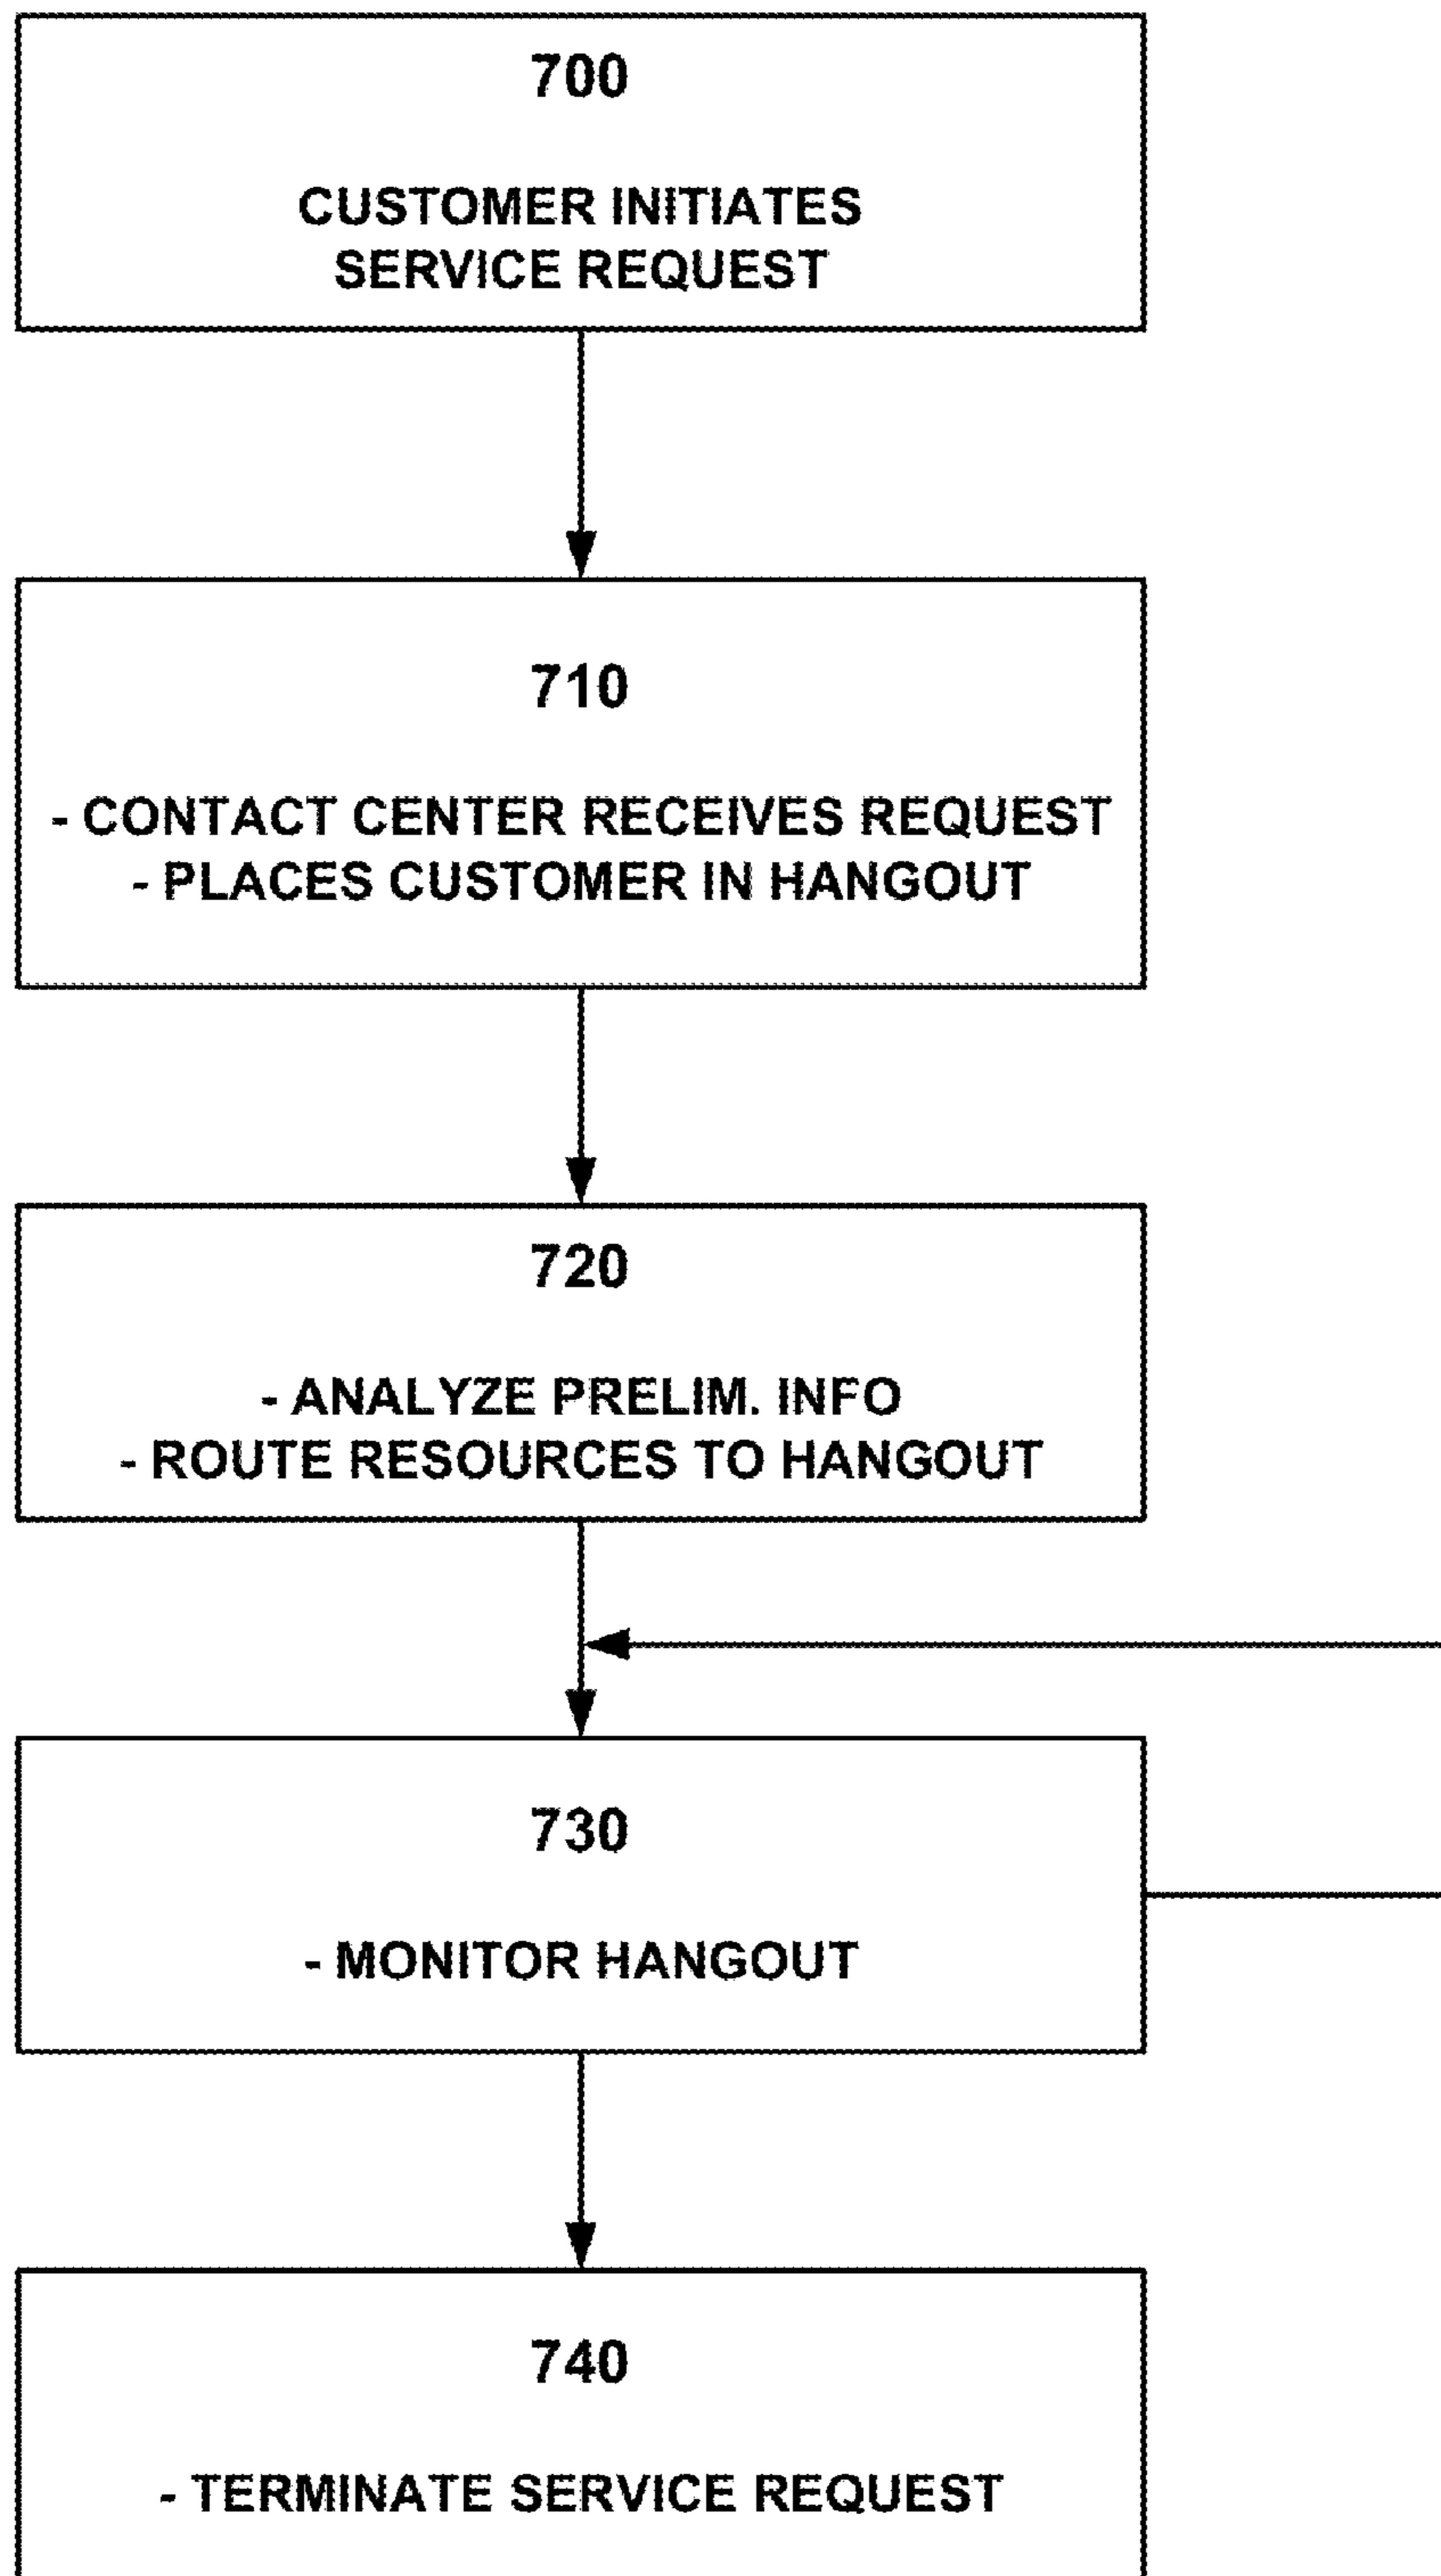 700
CUSTOMER INITIATES
SERVICE REQUEST
710
- CONTACT CENTER RECEIVES REQUEST
- PLACES CUSTOMER IN HANGOUT
720
- ANALYZE PRELIM. INFO
- ROUTE RESOURCES TO HANGOUT
730
- MONITOR HANGOUT
740
- TERMINATE SERVICE REQUEST